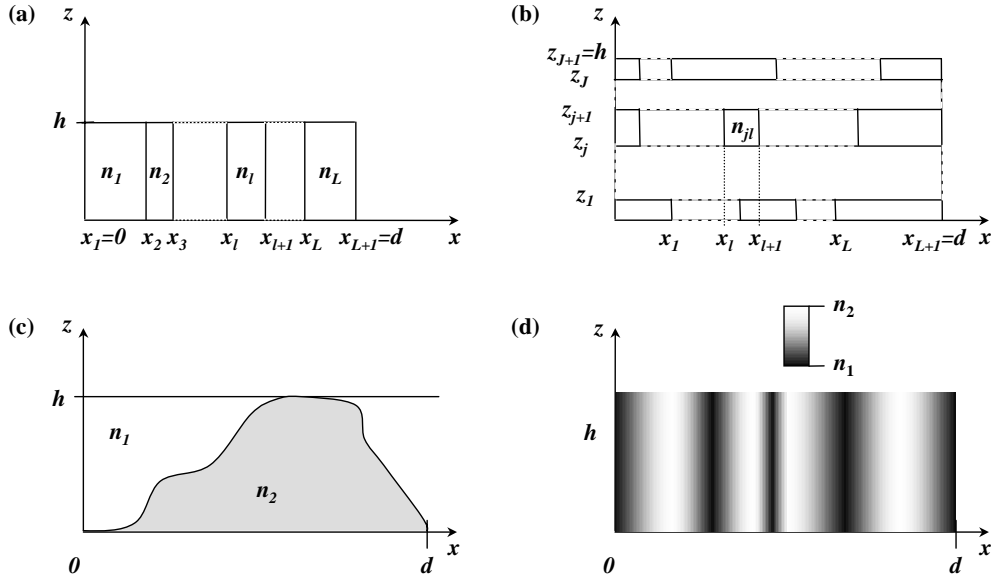 (a)
z
h
n1 n2 nl nL
x1=0 x2 x3 xl xl+1 xL xL+1=d x
(b)
z
zJ+1=h
zJ
zj+1
njl
zj
z1
x1 xl xl+1 xL xL+1=d x
(c)
z
h
n1
n2
0 d x
(d)
z
n2
n1
h
0 d x